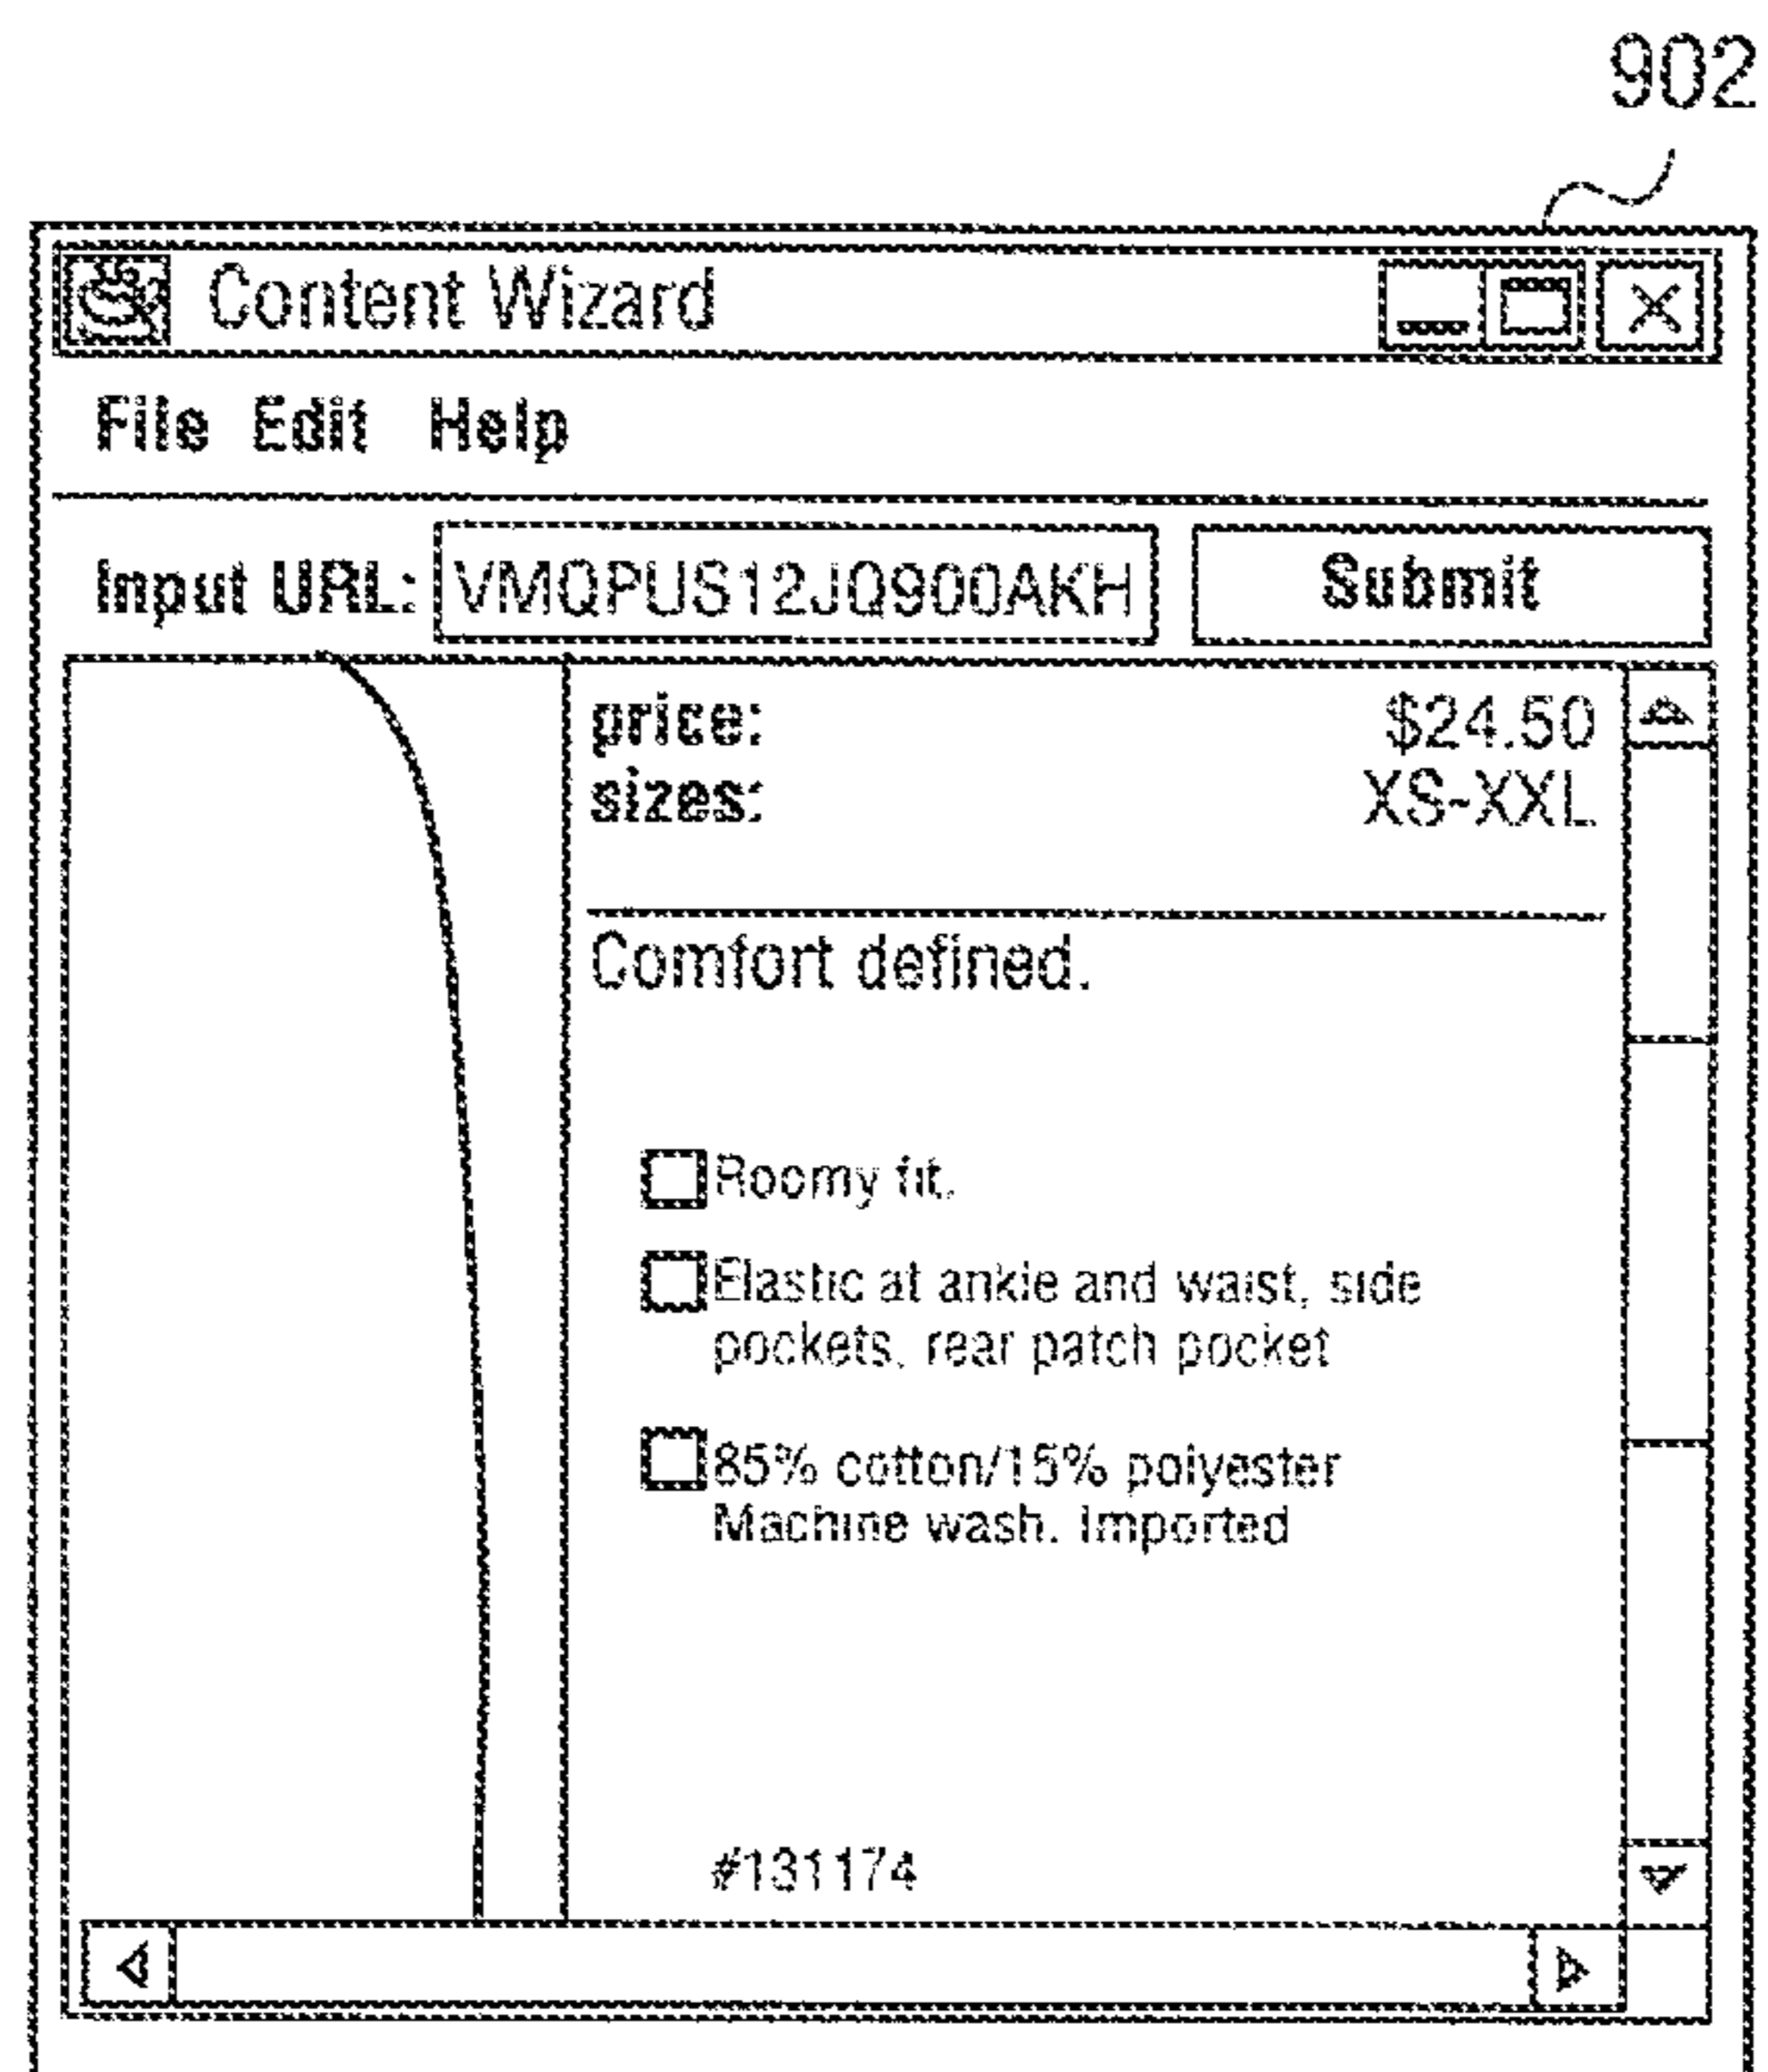 902
Content Wizard
File Edit Help
Input URL: VMQPUS12JQ900AKH Submit
price: $24.50
sizes: XS-XXL
Comfort defined.
Roomy fit.
Elastic at ankle and waist, side
pockets, rear patch pocket
85% cotton/15% polyester
Machine wash. Imported
#131174